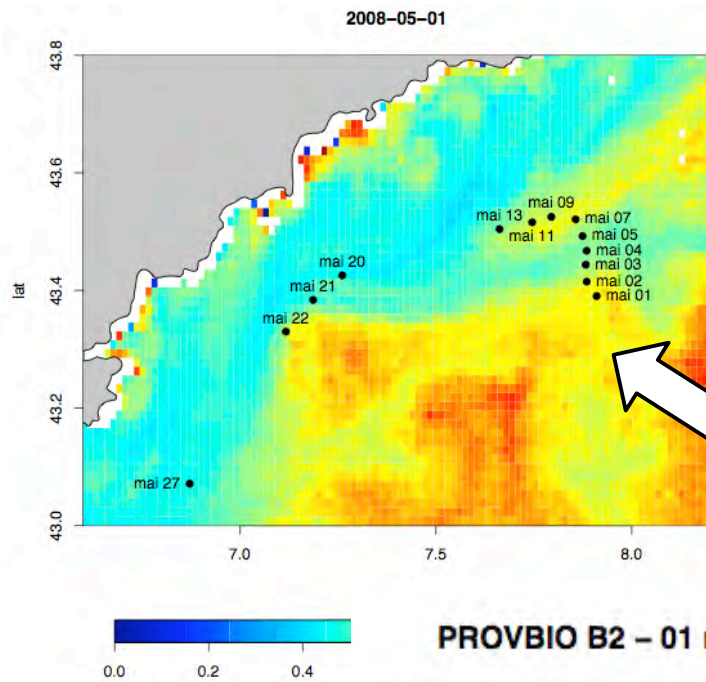 2008–05–01
43.8
43.6
43.4
43.2
43.0
lat
mai 09
mai 13
mai 07
mai 11
mai 05
mai 04
mai 03
mai 02
mai 01
mai 20
mai 21
mai 22
mai 27
7.0
7.5
8.0
0.0
0.2
0.4
PROVBIO B2 – 01